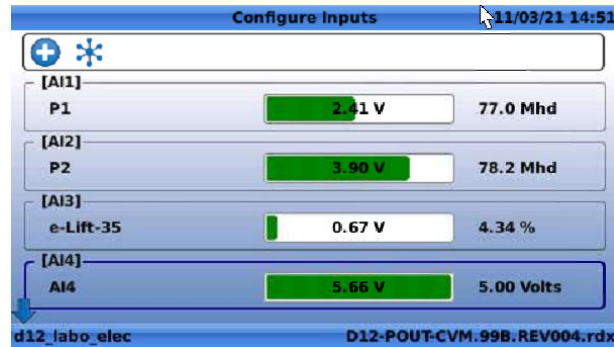 Configure Inputs 11/03/21 14:51
[AI1]
P1 2.41 V 77.0 Mhd
[AI2]
P2 3.90 V 78.2 Mhd
[AI3]
e-Lift-35 0.67 V 4.34 %
[AI4]
AI4 5.66 V 5.00 Volts
d12_labo_elec D12-POUT-CVM.99B.REV004.rdx